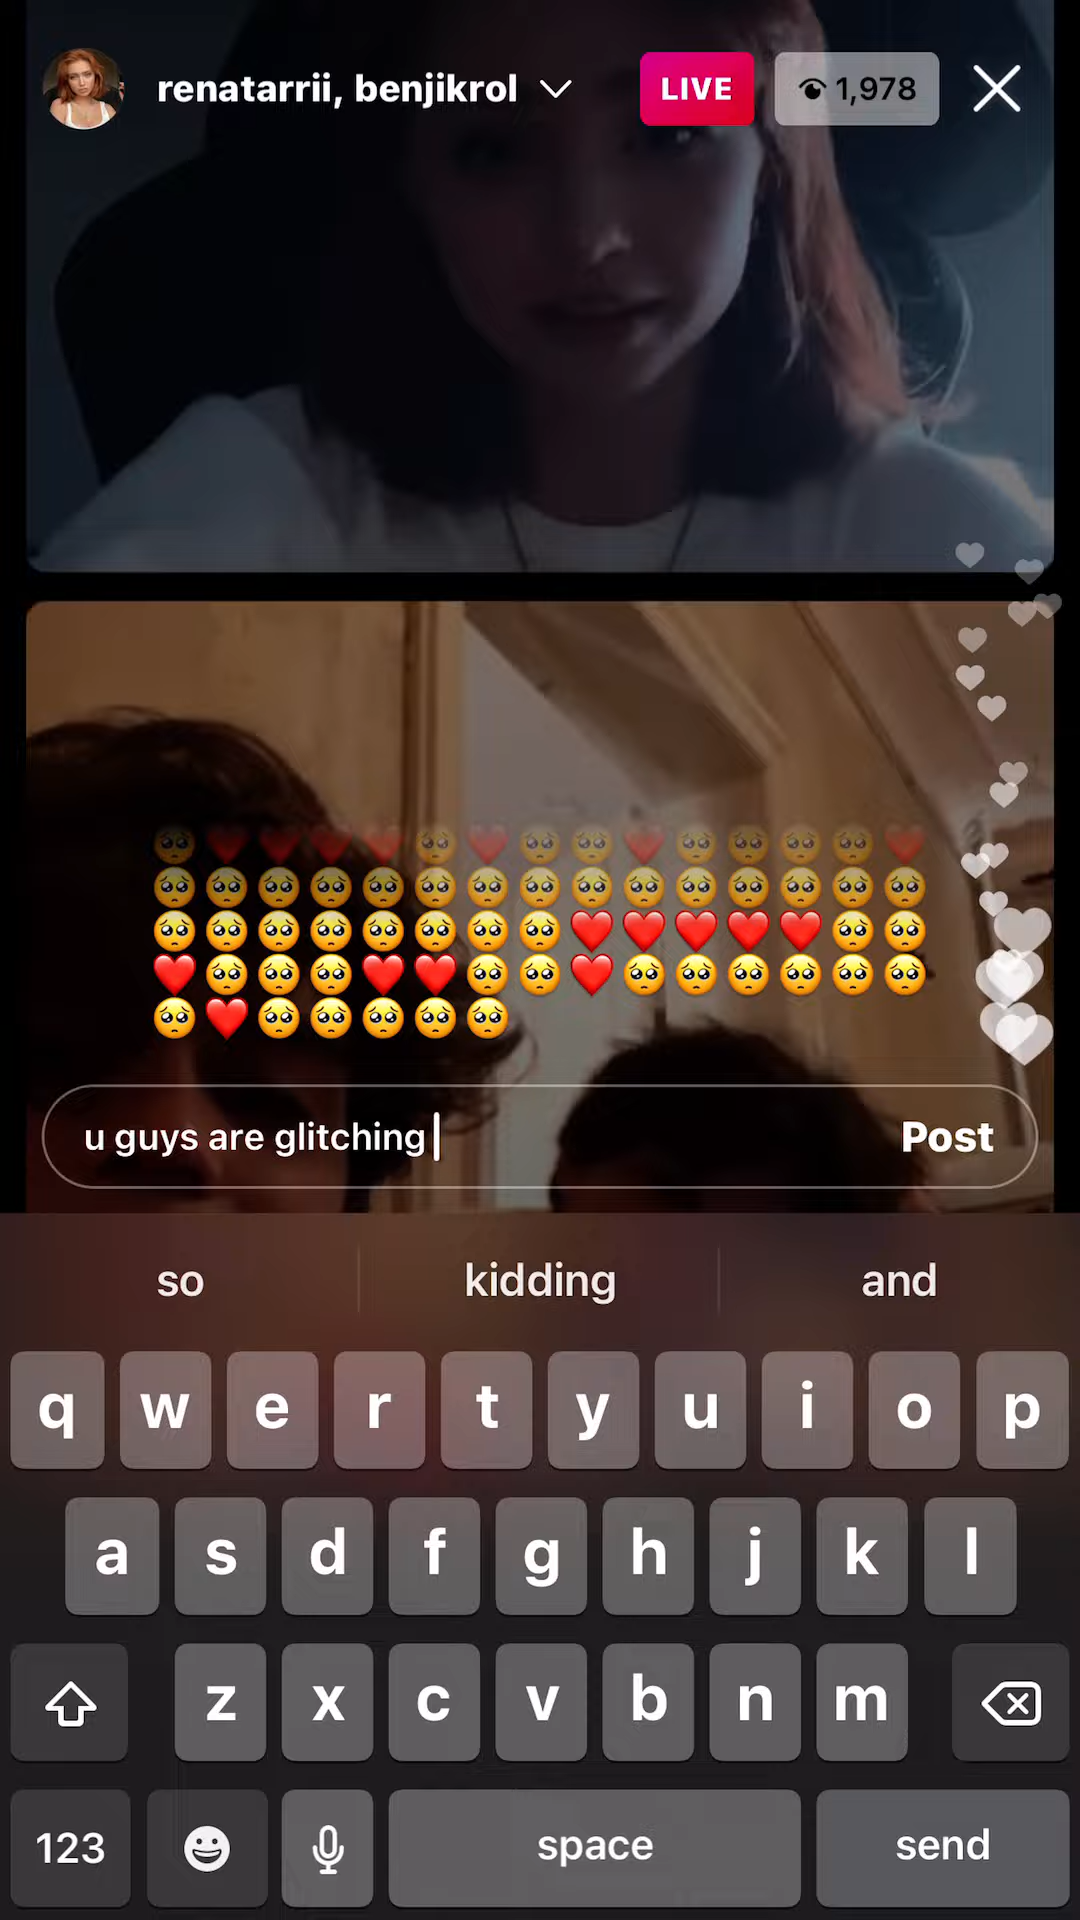 renatarrii, benjikrol
LIVE
1,978
🥺❤️❤️❤️❤️🥺❤️🥺🥺❤️🥺🥺🥺🥺❤️
🥺🥺🥺🥺🥺🥺🥺🥺🥺🥺🥺🥺🥺🥺🥺
🥺🥺🥺🥺🥺🥺🥺🥺❤️❤️❤️❤️❤️🥺🥺
❤️🥺🥺🥺❤️❤️🥺🥺❤️🥺🥺🥺🥺🥺🥺
🥺❤️🥺🥺🥺🥺🥺
u guys are glitching
Post
so kidding and
q w e r t y u i o p
a s d f g h j k l
z x c v b n m
123 space send